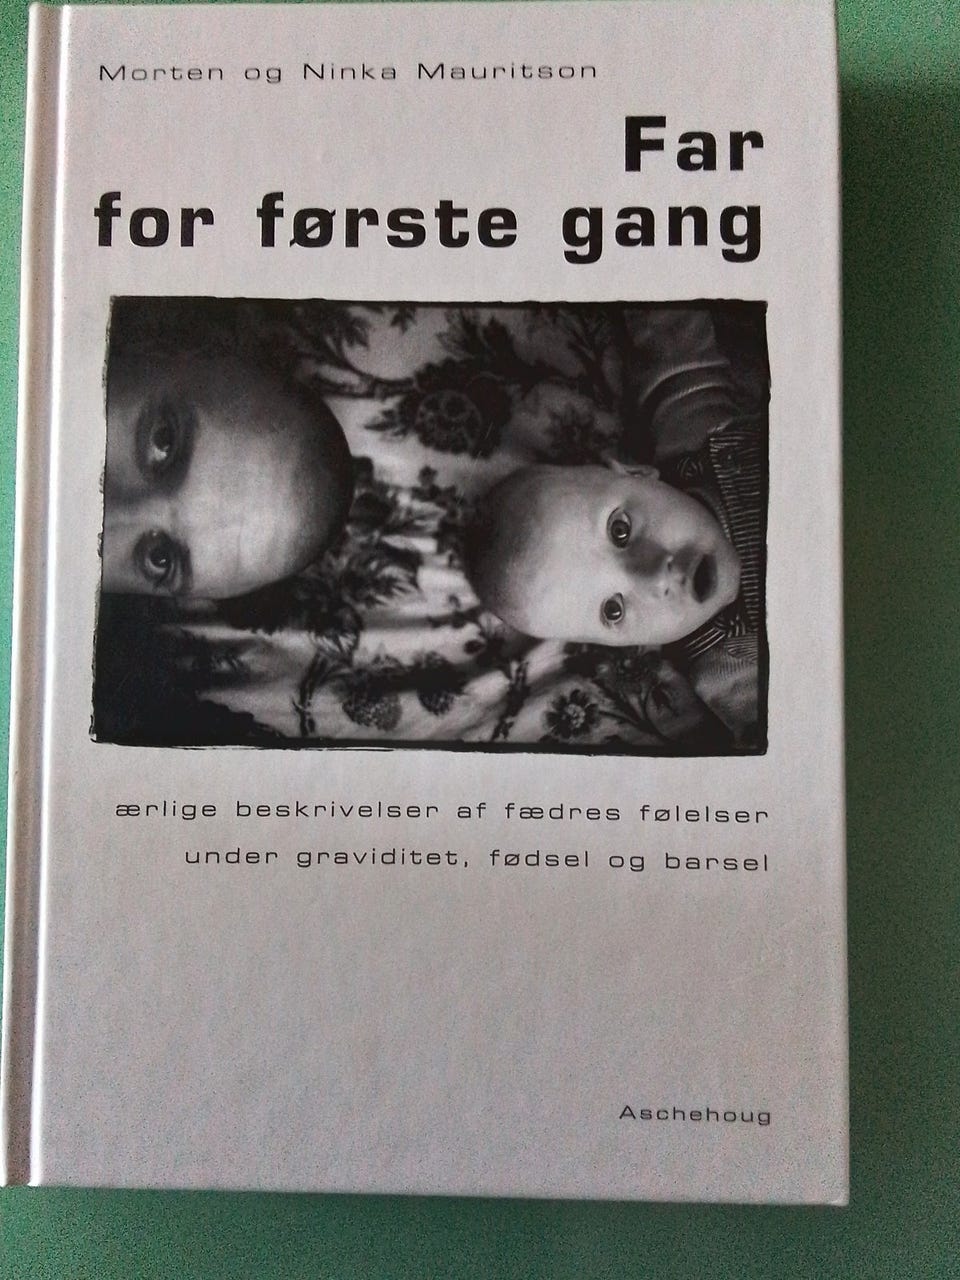 Morten og Ninka Mauritson
Far
for første gang
ærlige beskrivelser af fædres følelser
under graviditet, fødsel og barsel
Aschehoug